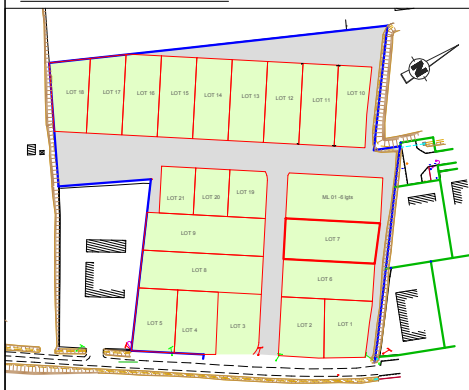 N
LOT 18
LOT 17
LOT 16
LOT 15
LOT 14
LOT 13
LOT 12
LOT 11
LOT 10
LOT 21
LOT 20
LOT 19
ML 01 -6 lgts
LOT 9
LOT 7
LOT 8
LOT 6
LOT 5
LOT 4
LOT 3
LOT 2
LOT 1